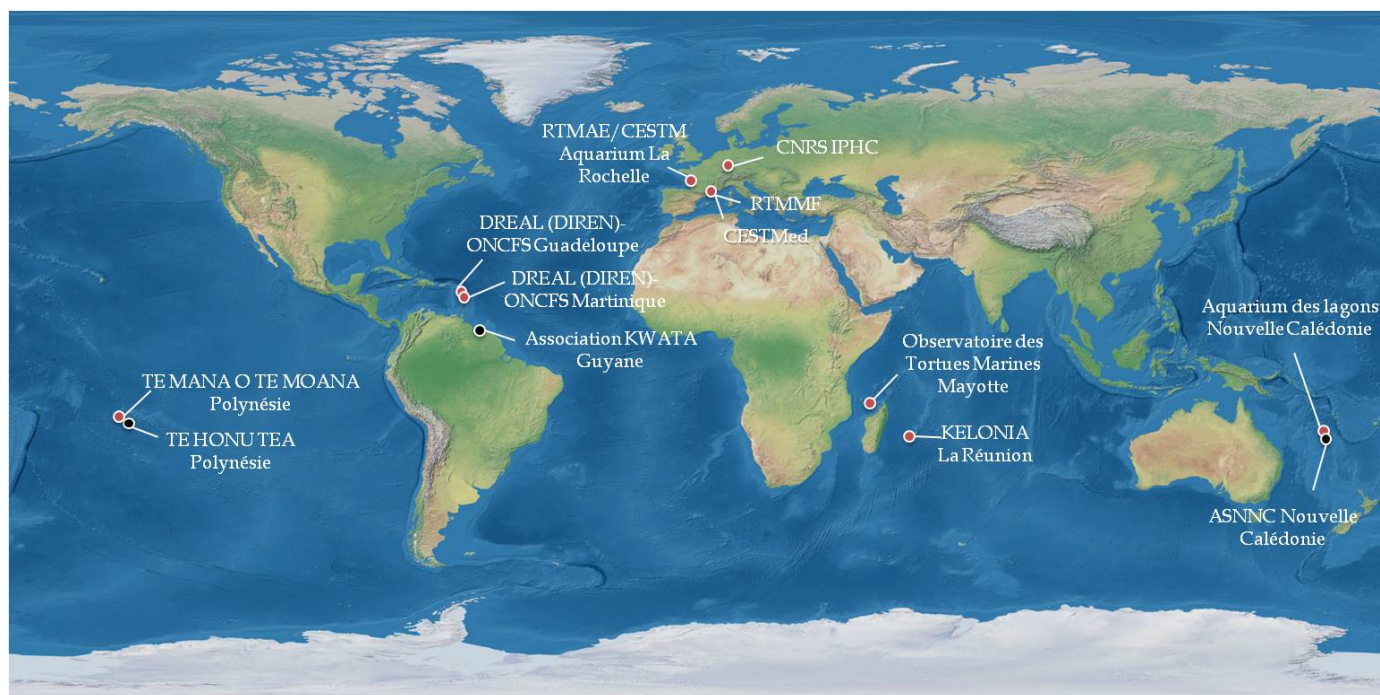 RTMAE/CESTM
Aquarium La
Rochelle
CNRS IPHC
RTMMF
CESTMed
DREAL (DIREN)-
ONCFS Guadeloupe
DREAL (DIREN)-
ONCFS Martinique
Association KWATA
Guyane
TE MANA O TE MOANA
Polynésie
TE HONU TEA
Polynésie
Observatoire des
Tortues Marines
Mayotte
KELONIA
La Réunion
Aquarium des lagons
Nouvelle Calédonie
ASNNC Nouvelle
Calédonie